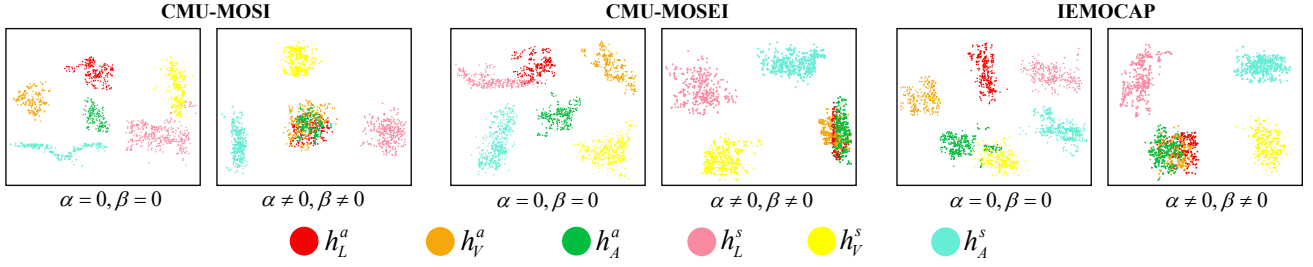 CMU-MOSI CMU-MOSEI IEMOCAP
α = 0, β = 0 α ≠ 0, β ≠ 0 α = 0, β = 0 α ≠ 0, β ≠ 0 α = 0, β = 0 α ≠ 0, β ≠ 0
h_L^a h_V^a h_A^a h_L^s h_V^s h_A^s